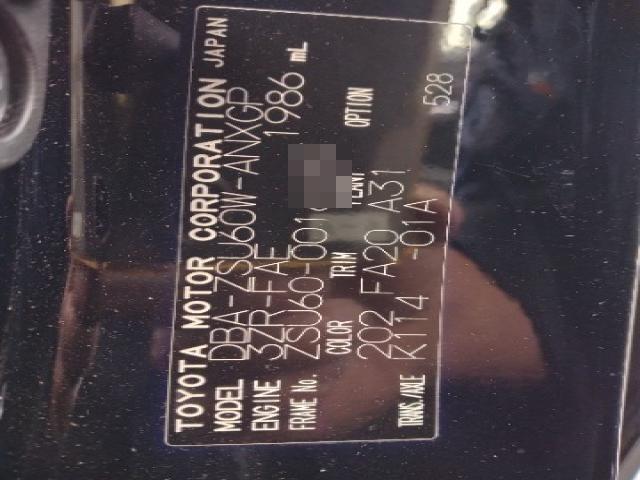 TOYOTA MOTOR CORPORATION JAPAN
MODEL DBA-ZSU60W-ANXGP
ENGINE 3ZR-FAE 1986 mL
FRAME No. ZSU60-001
COLOR TRIM PLANT OPTION
202 FA20 A31
TRANS./AXLE K114 -01A 528